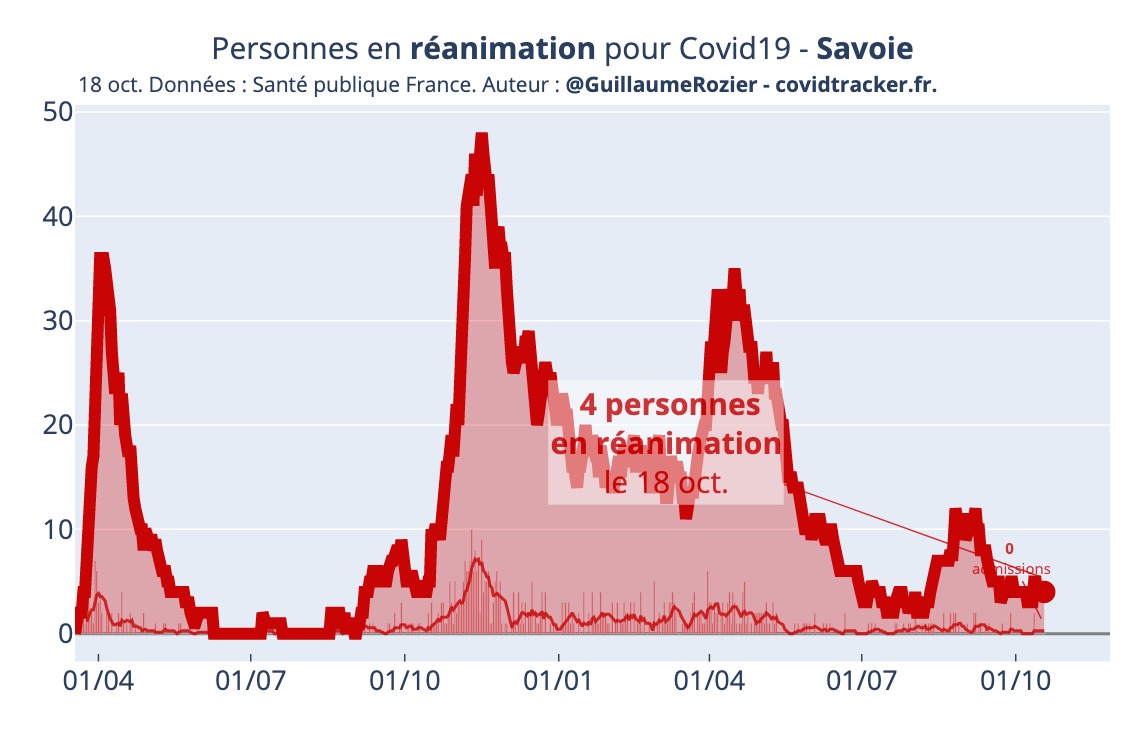 Personnes en réanimation pour Covid19 - Savoie
18 oct. Données : Santé publique France. Auteur : @GuillaumeRozier - covidtracker.fr.
50
40
30
20
10
0
4 personnes
en réanimation
le 18 oct.
0
admissions
01/04
01/07
01/10
01/01
01/04
01/07
01/10